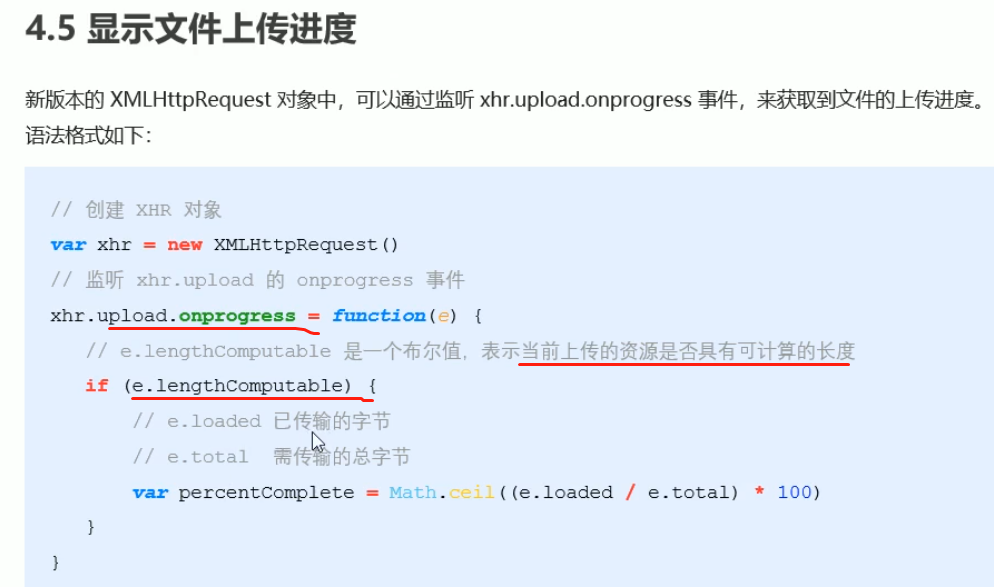 4.5 显示文件上传进度
新版本的 XMLHttpRequest 对象中，可以通过监听 xhr.upload.onprogress 事件，来获取到文件的上传进度。
语法格式如下：
// 创建 XHR 对象
var xhr = new XMLHttpRequest()
// 监听 xhr.upload 的 onprogress 事件
xhr.upload.onprogress = function(e) {
// e.lengthComputable 是一个布尔值，表示当前上传的资源是否具有可计算的长度
if (e.lengthComputable) {
// e.loaded 已传输的字节
// e.total 需传输的总字节
var percentComplete = Math.ceil((e.loaded / e.total) * 100)
}
}